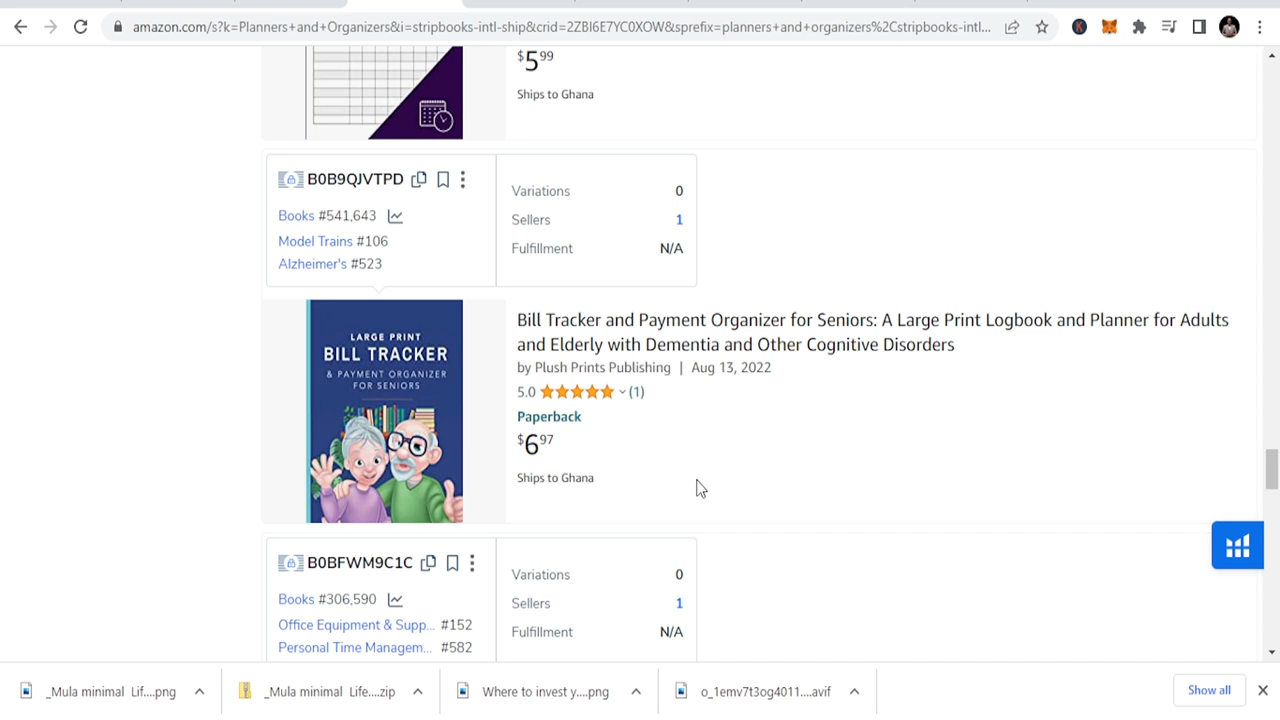 amazon.com/s?k=Planners+and+Organizers&i=stripbooks-intl-ship&crid=2ZBI6E7YC0XOW&sprefix=planners+and+organizers%2Cstripbooks-intl...
$5 99
Ships to Ghana
B0B9QJVTPD
Books #541,643
Model Trains #106
Alzheimer's #523
Variations 0
Sellers 1
Fulfillment N/A
LARGE PRINT
BILL TRACKER
& PAYMENT ORGANIZER
FOR SENIORS
Bill Tracker and Payment Organizer for Seniors: A Large Print Logbook and Planner for Adults
and Elderly with Dementia and Other Cognitive Disorders
by Plush Prints Publishing | Aug 13, 2022
5.0 (1)
Paperback
$6 97
Ships to Ghana
B0BFWM9C1C
Books #306,590
Office Equipment & Supp... #152
Personal Time Managem... #582
Variations 0
Sellers 1
Fulfillment N/A
_Mula minimal Lif....png
_Mula minimal Life....zip
Where to invest y....png
o_1emv7t3og4011....avif
Show all